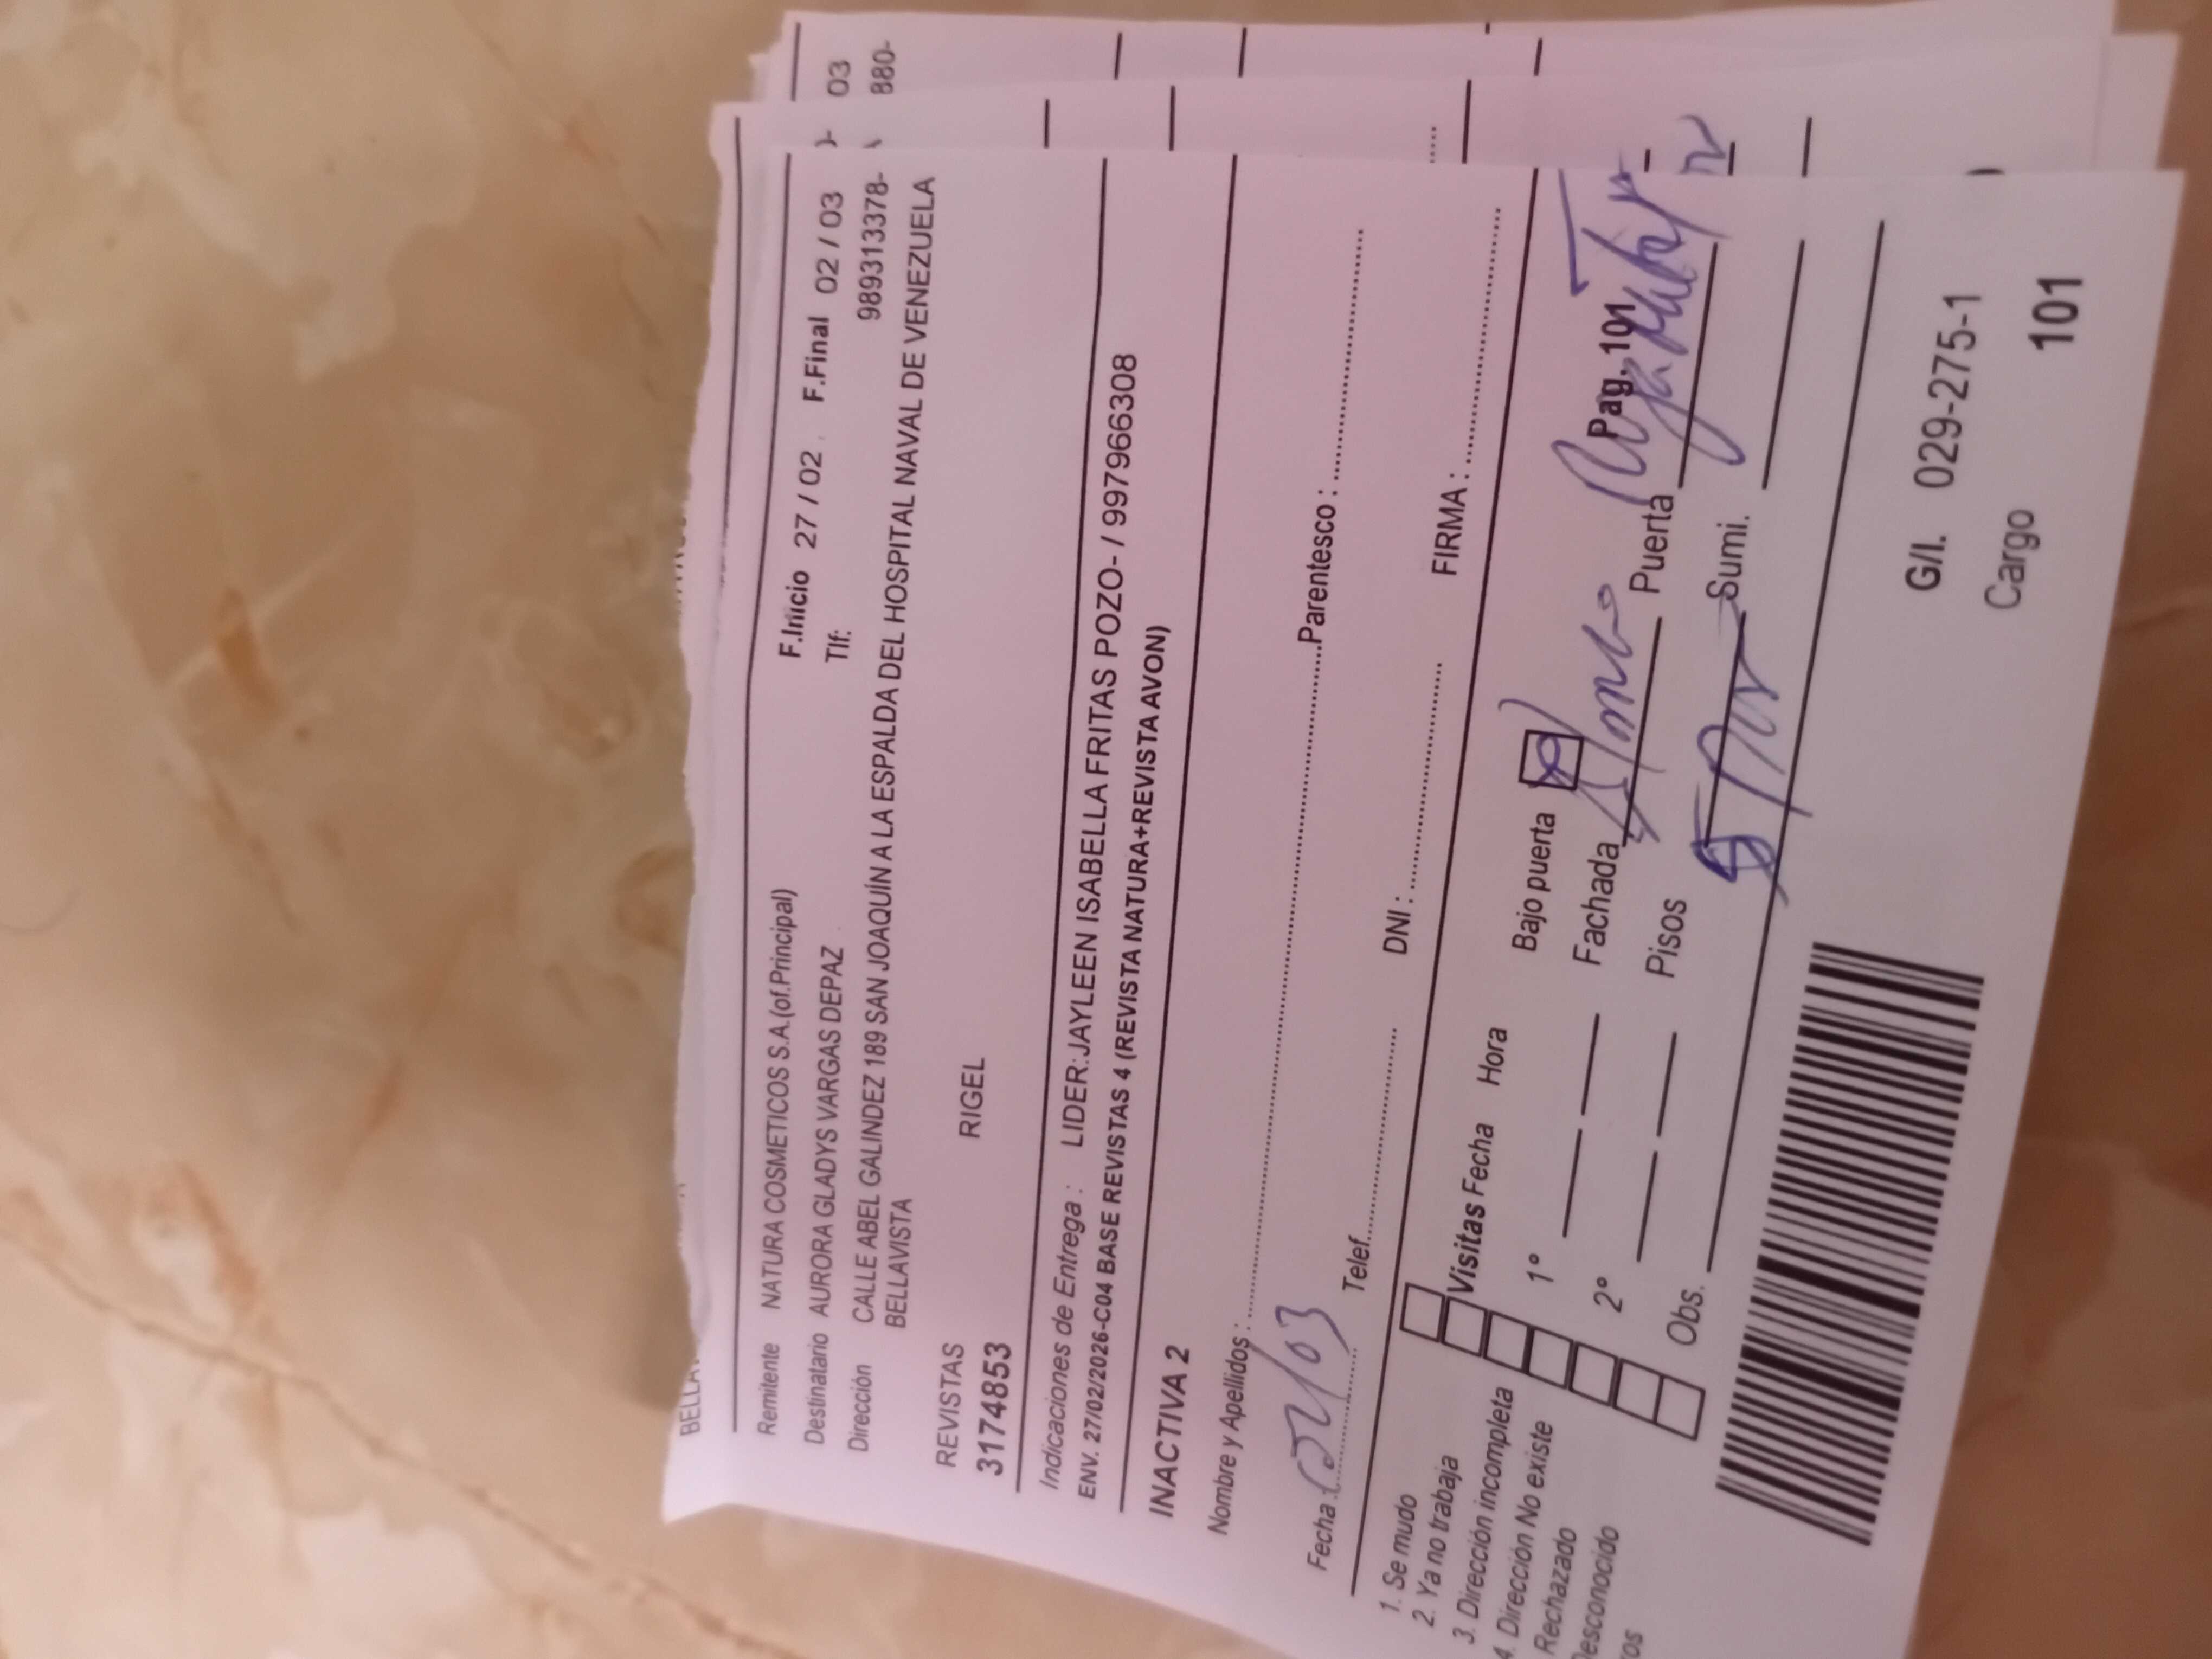 BELLA
Remitente NATURA COSMETICOS S.A.(of.Principal) F.Inicio 27 / 02 F.Final 02 / 03
Destinatario AURORA GLADYS VARGAS DEPAZ Tlf: 989313378-
Dirección CALLE ABEL GALINDEZ 189 SAN JOAQUÍN A LA ESPALDA DEL HOSPITAL NAVAL DE VENEZUELA
BELLAVISTA
REVISTAS RIGEL
3174853
Indicaciones de Entrega : LIDER:JAYLEEN ISABELLA FRITAS POZO- / 997966308
ENV. 27/02/2026-C04 BASE REVISTAS 4 (REVISTA NATURA+REVISTA AVON)
INACTIVA 2
Nombre y Apellidos : Parentesco :
Fecha : 02/03 Telef. DNI : FIRMA :
1. Se mudo
2. Ya no trabaja
3. Dirección incompleta
4. Dirección No existe
Rechazado
Desconocido
Visitas Fecha Hora
1°
2°
Obs.
Bajo puerta
Fachada
Pisos
Pag. 101
Puerta
Sumi.
G/I. 029-275-1
Cargo 101
03
880-